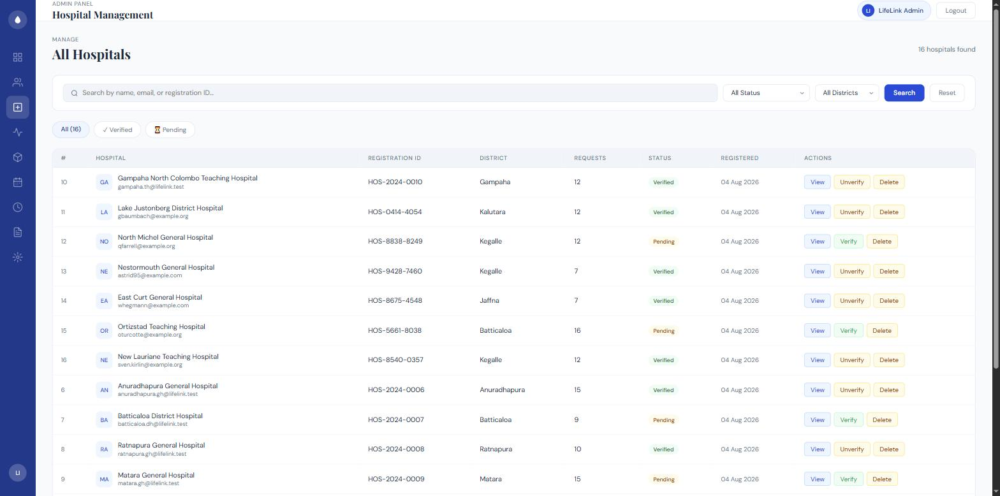 ADMIN PANEL
Hospital Management
LI LifeLink Admin Logout
MANAGE
All Hospitals
16 hospitals found
Search by name, email, or registration ID... All Status All Districts Search Reset
All (16) ✓ Verified ⏳ Pending
# HOSPITAL REGISTRATION ID DISTRICT REQUESTS STATUS REGISTERED ACTIONS
10 GA Gampaha North Colombo Teaching Hospital HOS-2024-0010 Gampaha 12 Verified 04 Aug 2026 View Unverify Delete
gampaha.th@lifelink.test
11 LA Lake Justonberg District Hospital HOS-0414-4054 Kalutara 12 Verified 04 Aug 2026 View Unverify Delete
gbaumbach@example.org
12 NO North Michel General Hospital HOS-8838-8249 Kegalle 12 Pending 04 Aug 2026 View Verify Delete
qfarrell@example.org
13 NE Nestormouth General Hospital HOS-9428-7460 Kegalle 7 Verified 04 Aug 2026 View Unverify Delete
astrid95@example.com
14 EA East Curt General Hospital HOS-8675-4548 Jaffna 7 Verified 04 Aug 2026 View Unverify Delete
whegmann@example.com
15 OR Ortizstad Teaching Hospital HOS-5661-8038 Batticaloa 16 Pending 04 Aug 2026 View Verify Delete
oturcotte@example.org
16 NE New Lauriane Teaching Hospital HOS-8540-0357 Kegalle 12 Verified 04 Aug 2026 View Unverify Delete
sven.kirlin@example.org
6 AN Anuradhapura General Hospital HOS-2024-0006 Anuradhapura 15 Verified 04 Aug 2026 View Unverify Delete
anuradhapura.gh@lifelink.test
7 BA Batticaloa District Hospital HOS-2024-0007 Batticaloa 9 Pending 04 Aug 2026 View Verify Delete
batticaloa.dh@lifelink.test
8 RA Ratnapura General Hospital HOS-2024-0008 Ratnapura 10 Verified 04 Aug 2026 View Unverify Delete
ratnapura.gh@lifelink.test
9 MA Matara General Hospital HOS-2024-0009 Matara 15 Pending 04 Aug 2026 View Verify Delete
matara.gh@lifelink.test
LI